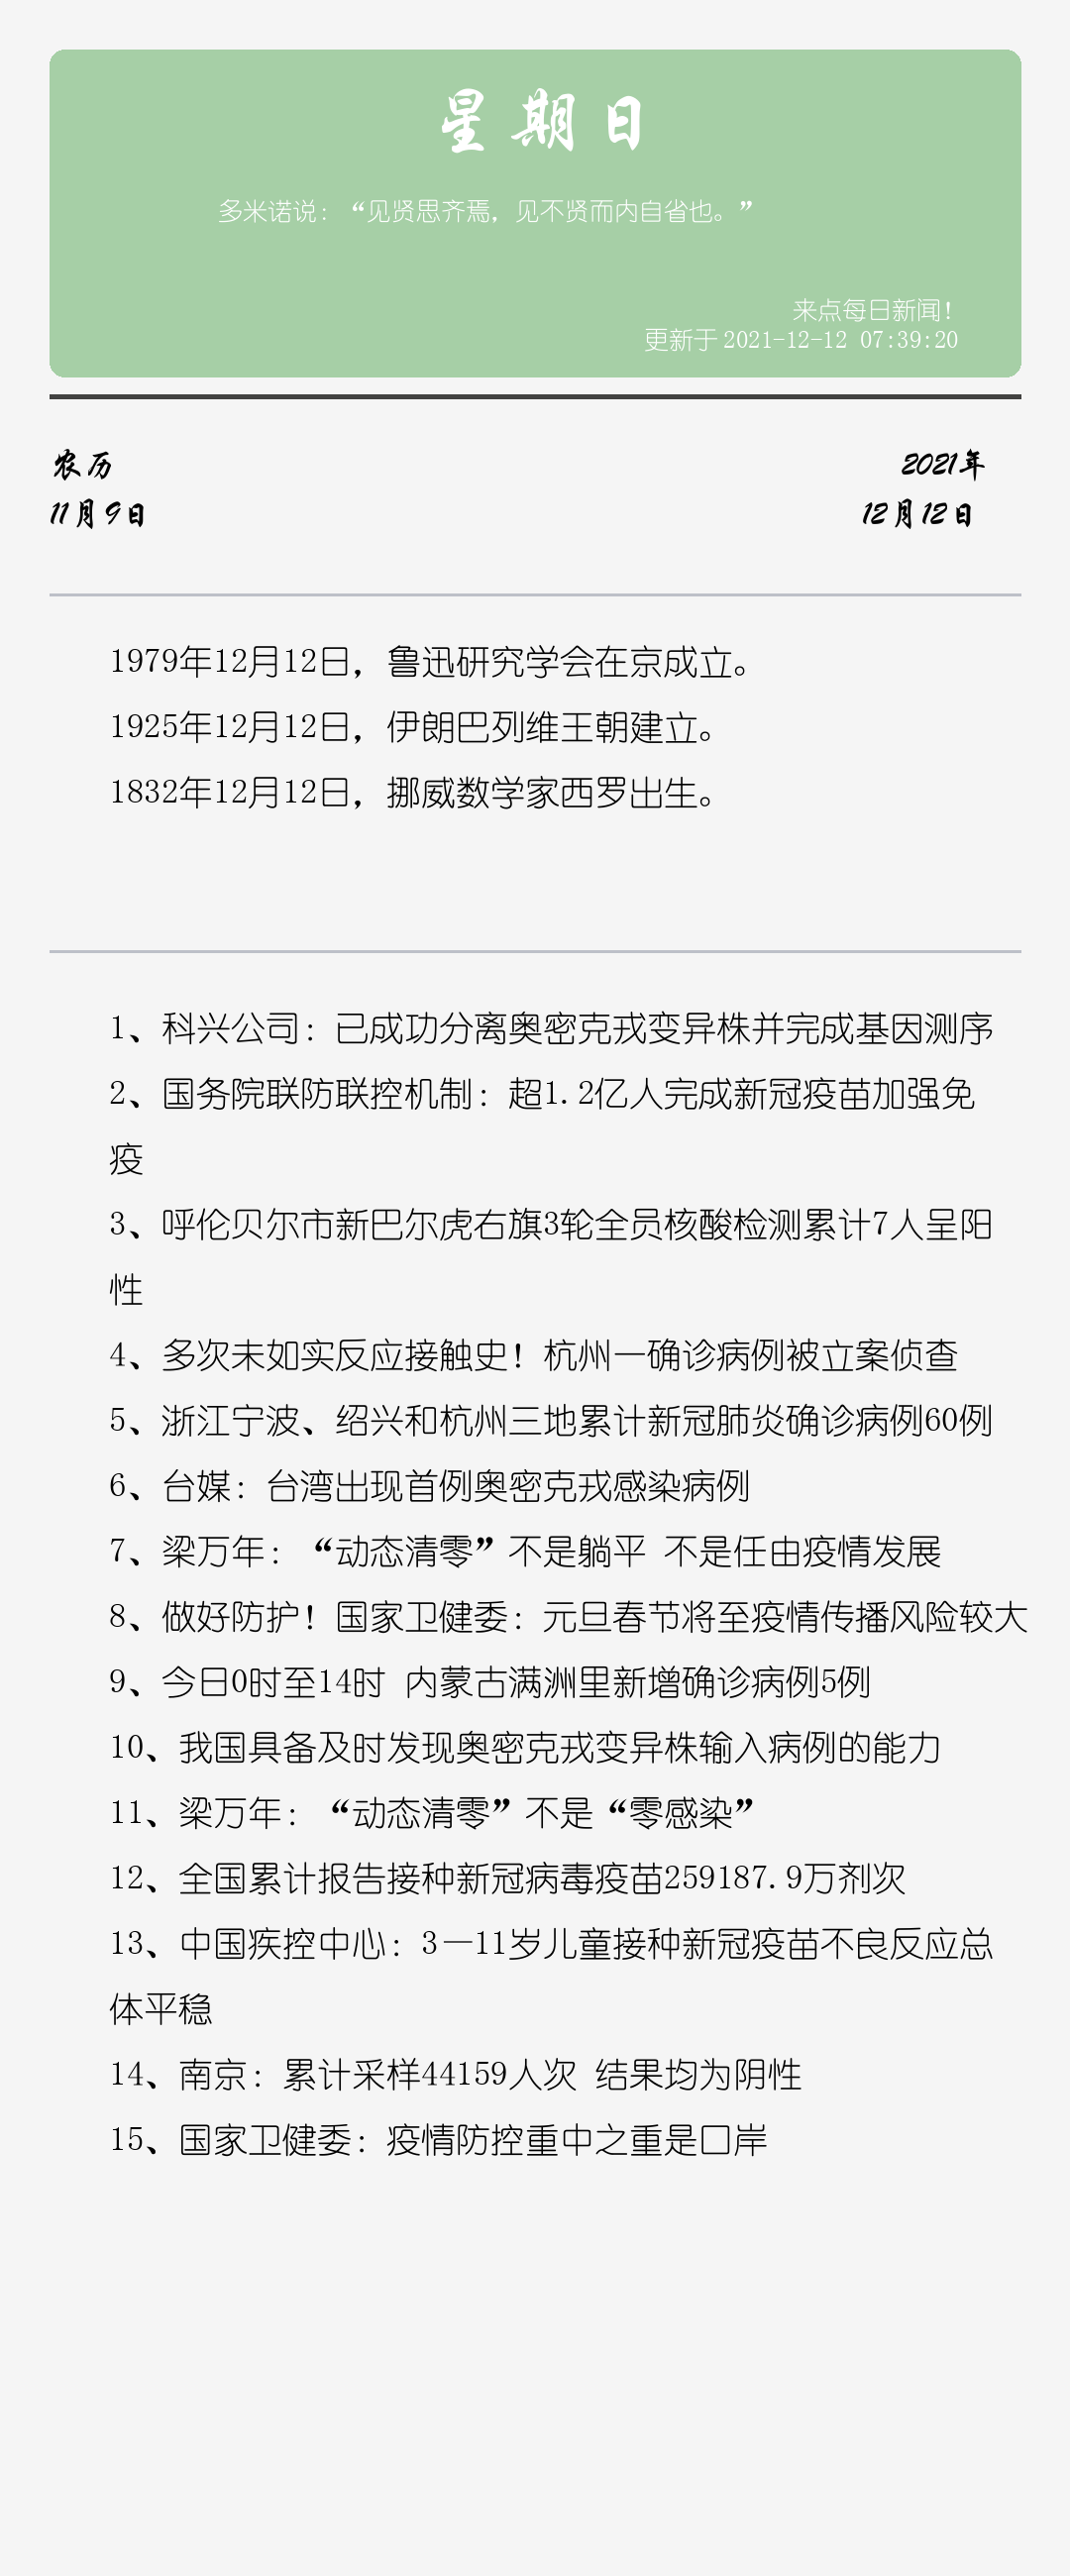 星期日
多米诺说：“见贤思齐焉，见不贤而内自省也。”
来点每日新闻！
更新于 2021-12-12 07:39:20
农历
2021年
11月9日
12月12日
1979年12月12日，鲁迅研究学会在京成立。
1925年12月12日，伊朗巴列维王朝建立。
1832年12月12日，挪威数学家西罗出生。
1、科兴公司：已成功分离奥密克戎变异株并完成基因测序
2、国务院联防联控机制：超1.2亿人完成新冠疫苗加强免
疫
3、呼伦贝尔市新巴尔虎右旗3轮全员核酸检测累计7人呈阳
性
4、多次未如实反应接触史！杭州一确诊病例被立案侦查
5、浙江宁波、绍兴和杭州三地累计新冠肺炎确诊病例60例
6、台媒：台湾出现首例奥密克戎感染病例
7、梁万年：“动态清零”不是躺平 不是任由疫情发展
8、做好防护！国家卫健委：元旦春节将至疫情传播风险较大
9、今日0时至14时 内蒙古满洲里新增确诊病例5例
10、我国具备及时发现奥密克戎变异株输入病例的能力
11、梁万年：“动态清零”不是“零感染”
12、全国累计报告接种新冠病毒疫苗259187.9万剂次
13、中国疾控中心：3—11岁儿童接种新冠疫苗不良反应总
体平稳
14、南京：累计采样44159人次 结果均为阴性
15、国家卫健委：疫情防控重中之重是口岸